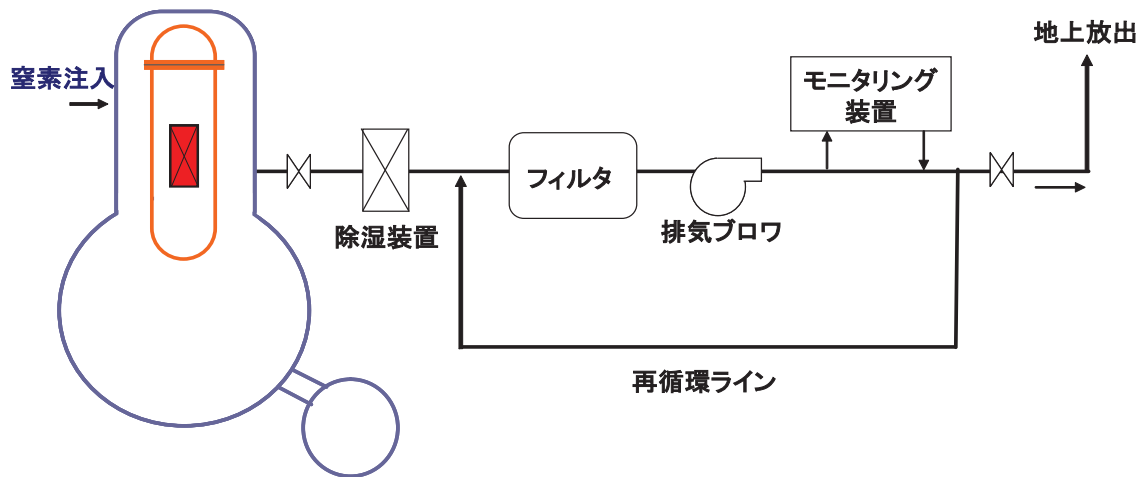 地上放出
窒素注入
モニタリング
装置
フィルタ
除湿装置
排気ブロワ
再循環ライン